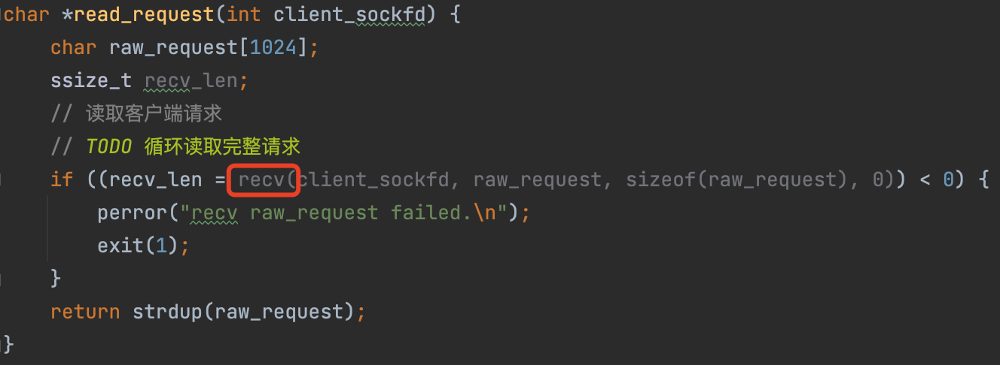 char *read_request(int client_sockfd) {
    char raw_request[1024];
    ssize_t recv_len;
    // 读取客户端请求
    // TODO 循环读取完整请求
    if ((recv_len = recv(client_sockfd, raw_request, sizeof(raw_request), 0)) < 0) {
        perror("recv raw_request failed.\n");
        exit(1);
    }
    return strdup(raw_request);
}